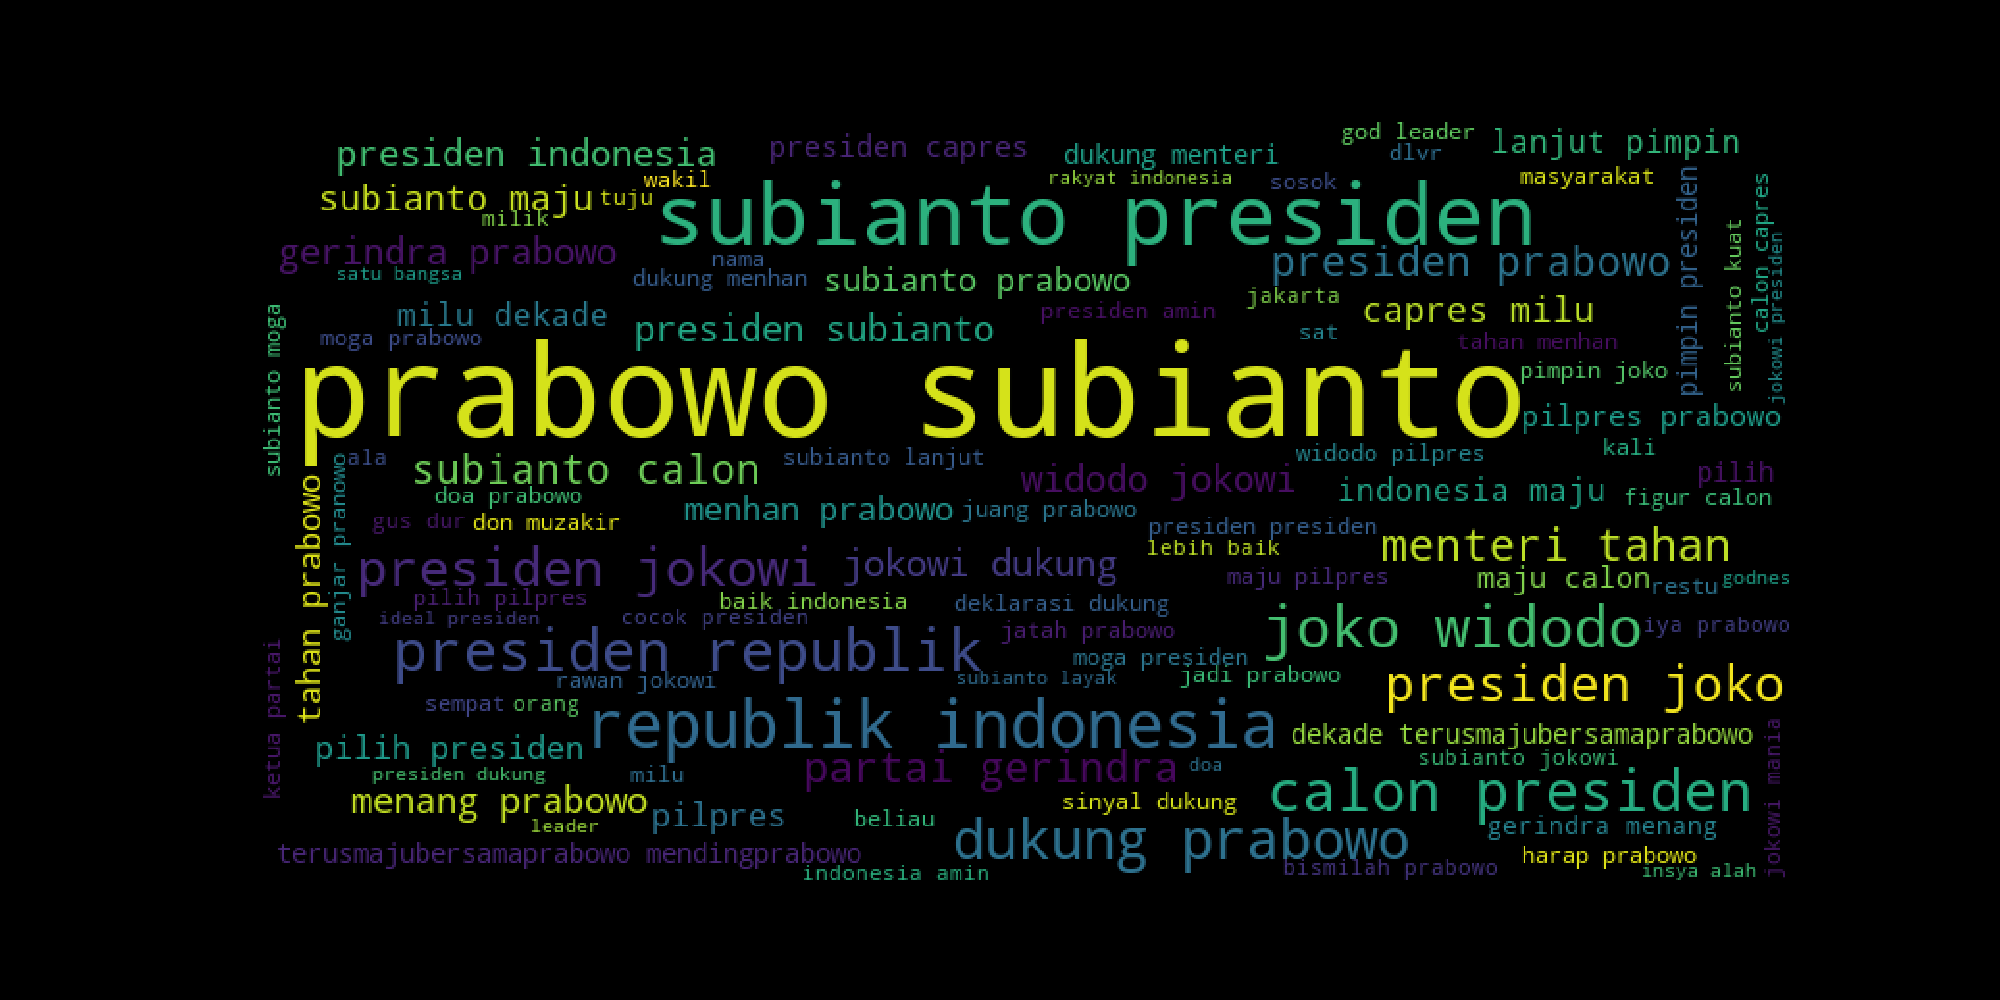 god leader
presiden indonesia
presiden capres
dukung menteri
dlvr
lanjut pimpin
wakil
rakyat indonesia
sosok
masyarakat
subianto maju
tuju
milik
subianto presiden
pimpin presiden
calon capres
subianto kuat
jokowi presiden
gerindra prabowo
nama
presiden prabowo
satu bangsa
dukung menhan
subianto prabowo
jakarta
milu dekade
presiden amin
capres milu
subianto moga
moga prabowo
presiden subianto
sat
tahan menhan
prabowo subianto
pimpin joko
pilpres prabowo
ala
subianto calon
subianto lanjut
widodo pilpres
kali
widodo jokowi
pilih
doa prabowo
indonesia maju
figur calon
tahan prabowo
ganjar pranowo
gus dur
don muzakir
menhan prabowo
juang prabowo
presiden presiden
lebih baik
menteri tahan
presiden jokowi
jokowi dukung
maju pilpres
maju calon
restu
godnes
pilih pilpres
baik indonesia
deklarasi dukung
ideal presiden
cocok presiden
jatah prabowo
joko widodo
iya prabowo
presiden republik
moga presiden
rawan jokowi
subianto layak
jadi prabowo
presiden joko
ketua partai
sempat
orang
republik indonesia
dekade terusmajubersamaprabowo
pilih presiden
subianto jokowi
presiden dukung
milu
partai gerindra
doa
jokowi mania
menang prabowo
sinyal dukung
calon presiden
leader
pilpres
beliau
dukung prabowo
gerindra menang
terusmajubersamaprabowo mendingprabowo
harap prabowo
indonesia amin
bismilah prabowo
insya alah